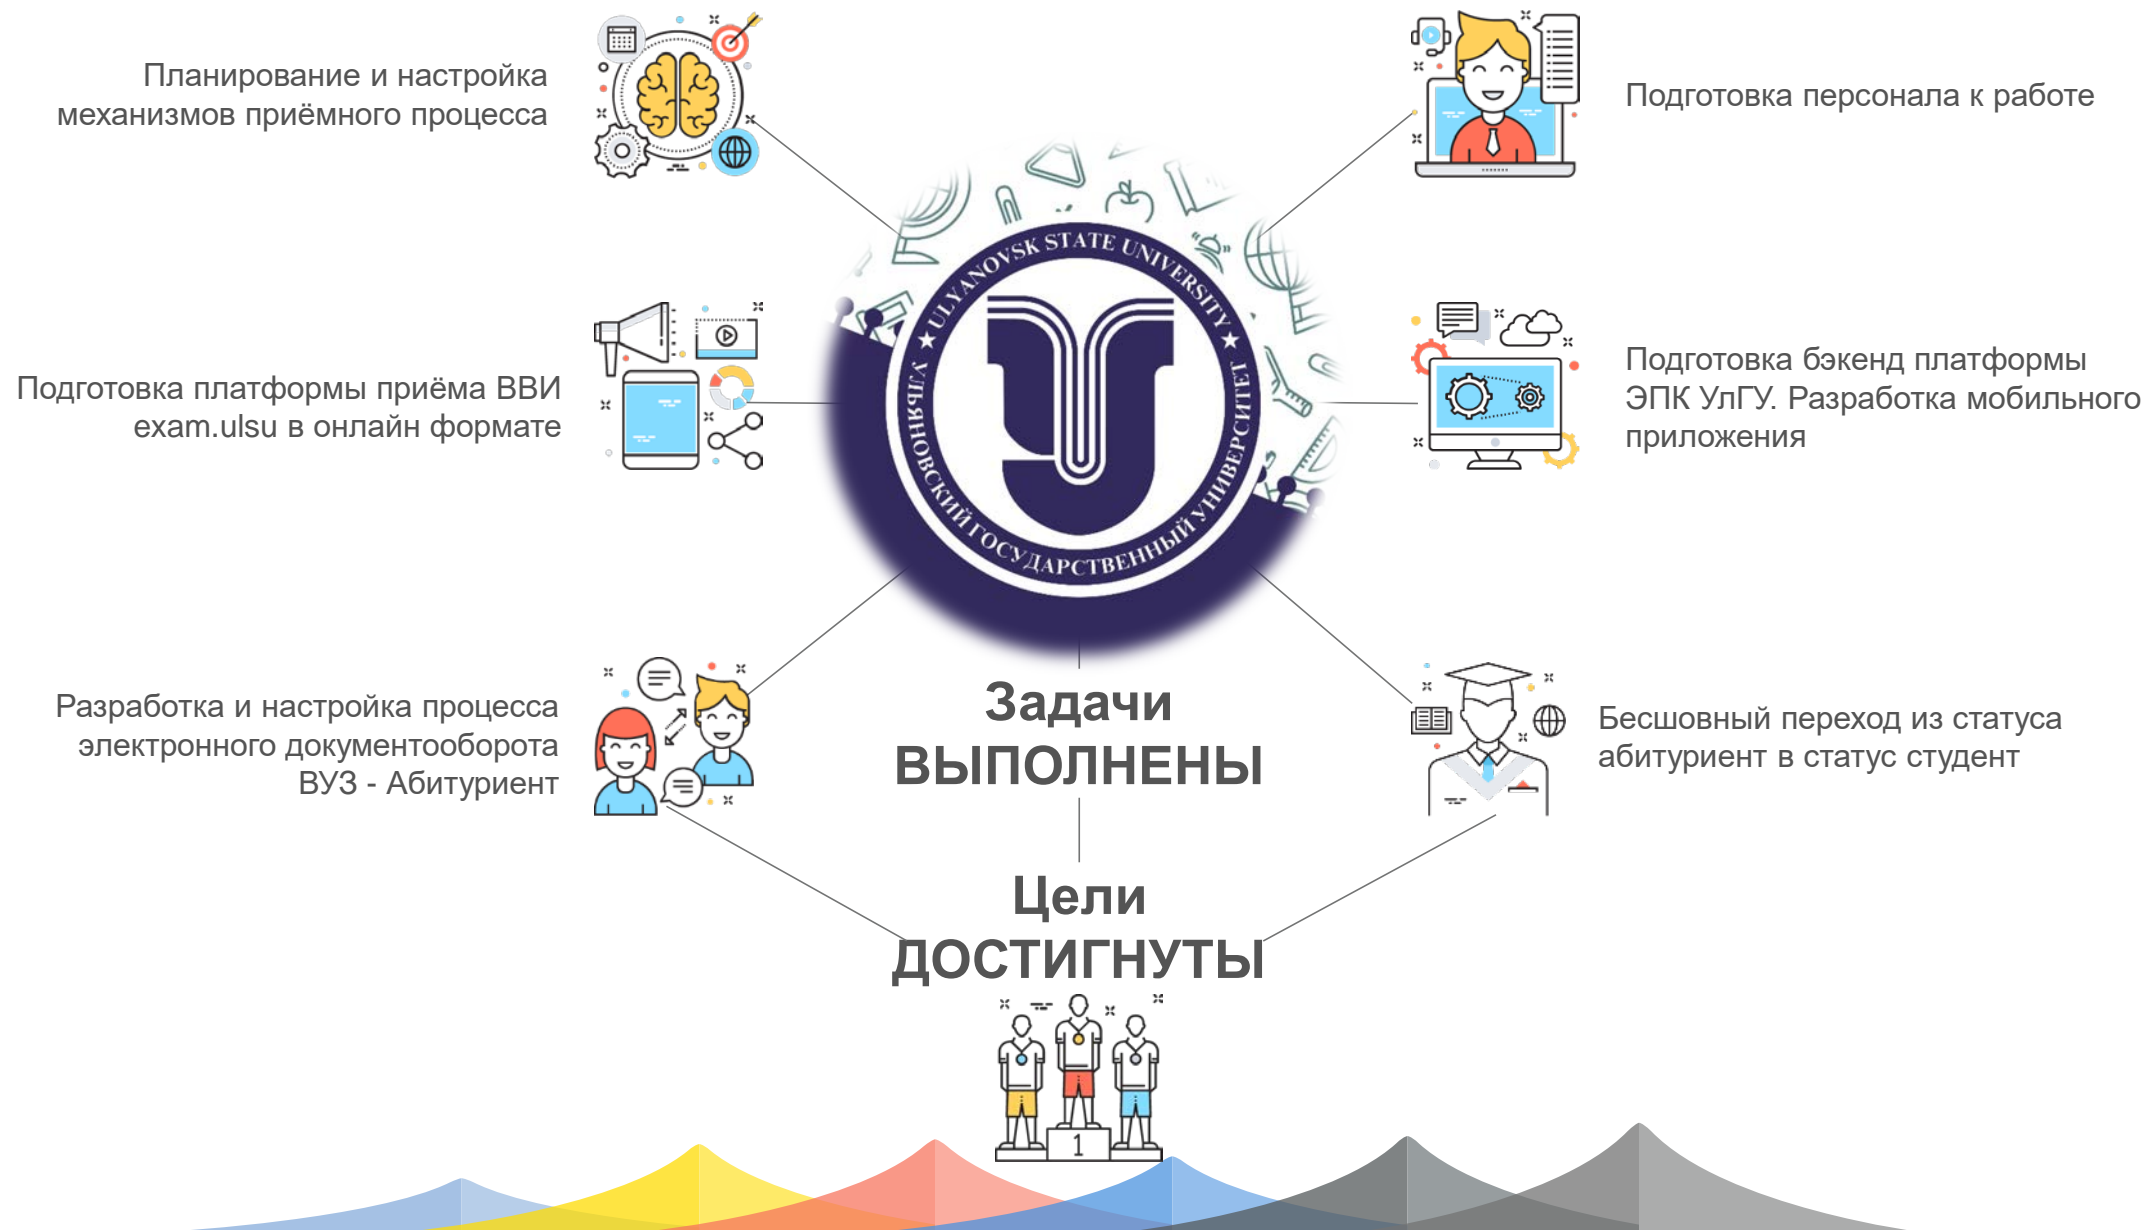 Планирование и настройка
механизмов приёмного процесса
Подготовка персонала к работе
ULYANOVSK STATE UNIVERSITY
УЛЬЯНОВСКИЙ ГОСУДАРСТВЕННЫЙ УНИВЕРСИТЕТ
Подготовка платформы приёма ВВИ
exam.ulsu в онлайн формате
Подготовка бэкенд платформы
ЭПК УлГУ. Разработка мобильного
приложения
Разработка и настройка процесса
электронного документооборота
ВУЗ - Абитуриент
Задачи
ВЫПОЛНЕНЫ
Бесшовный переход из статуса
абитуриент в статус студент
Цели
ДОСТИГНУТЫ
1